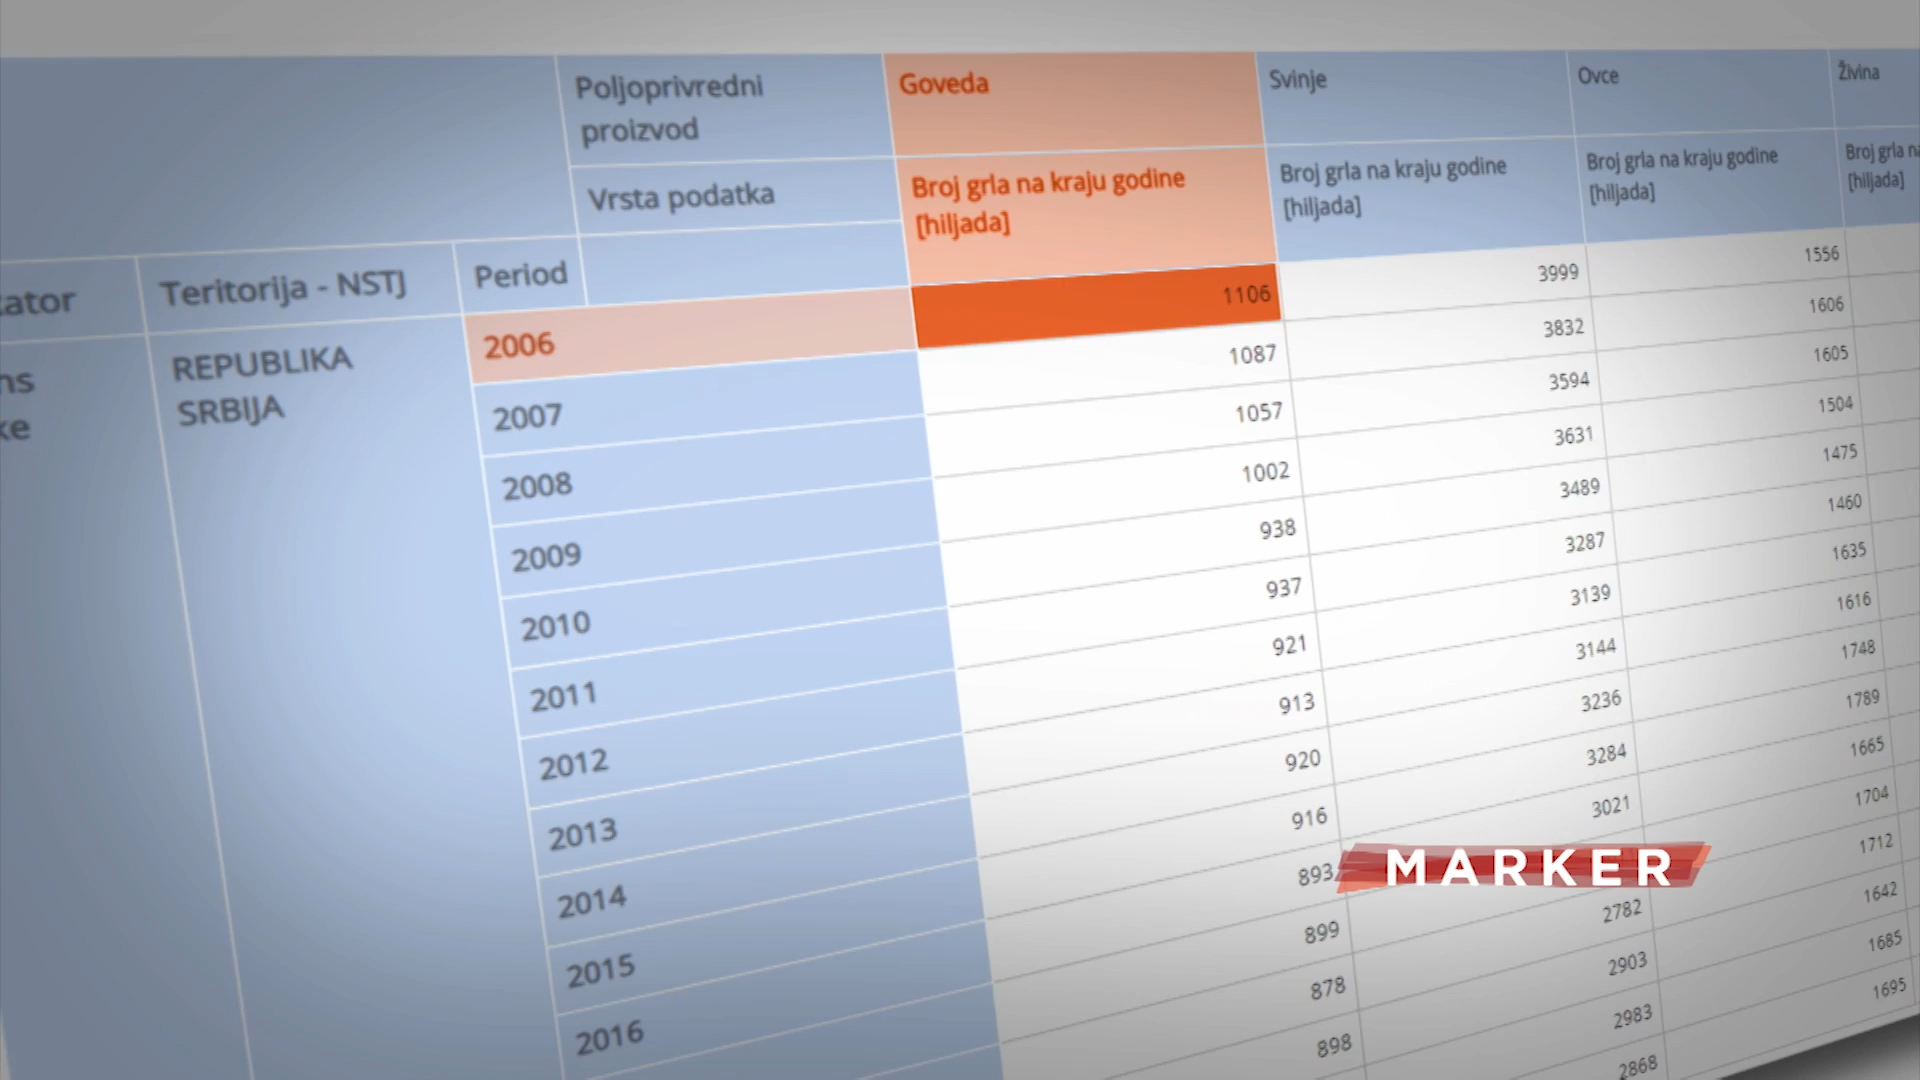 Poljoprivredni
proizvod
Goveda
Svinje
Ovce
Živina
Vrsta podatka
Broj grla na kraju godine
[hiljada]
Broj grla na kraju godine
[hiljada]
Broj grla na kraju godine
[hiljada]
Broj grla
[hiljada]
Teritorija - NSTJ
Period
REPUBLIKA
SRBIJA
2006
1106 3999 1556
2007
1087 3832 1606
2008
1057 3594 1605
2009
1002 3631 1504
2010
938 3489 1475
2011
937 3287 1460
2012
921 3139 1635
2013
913 3144 1616
2014
920 3236 1748
2015
916 3284 1789
2016
893 3021 1665
899 1704
878 2782 1712
898 2903 1642
2983 1685
2868 1695
MARKER